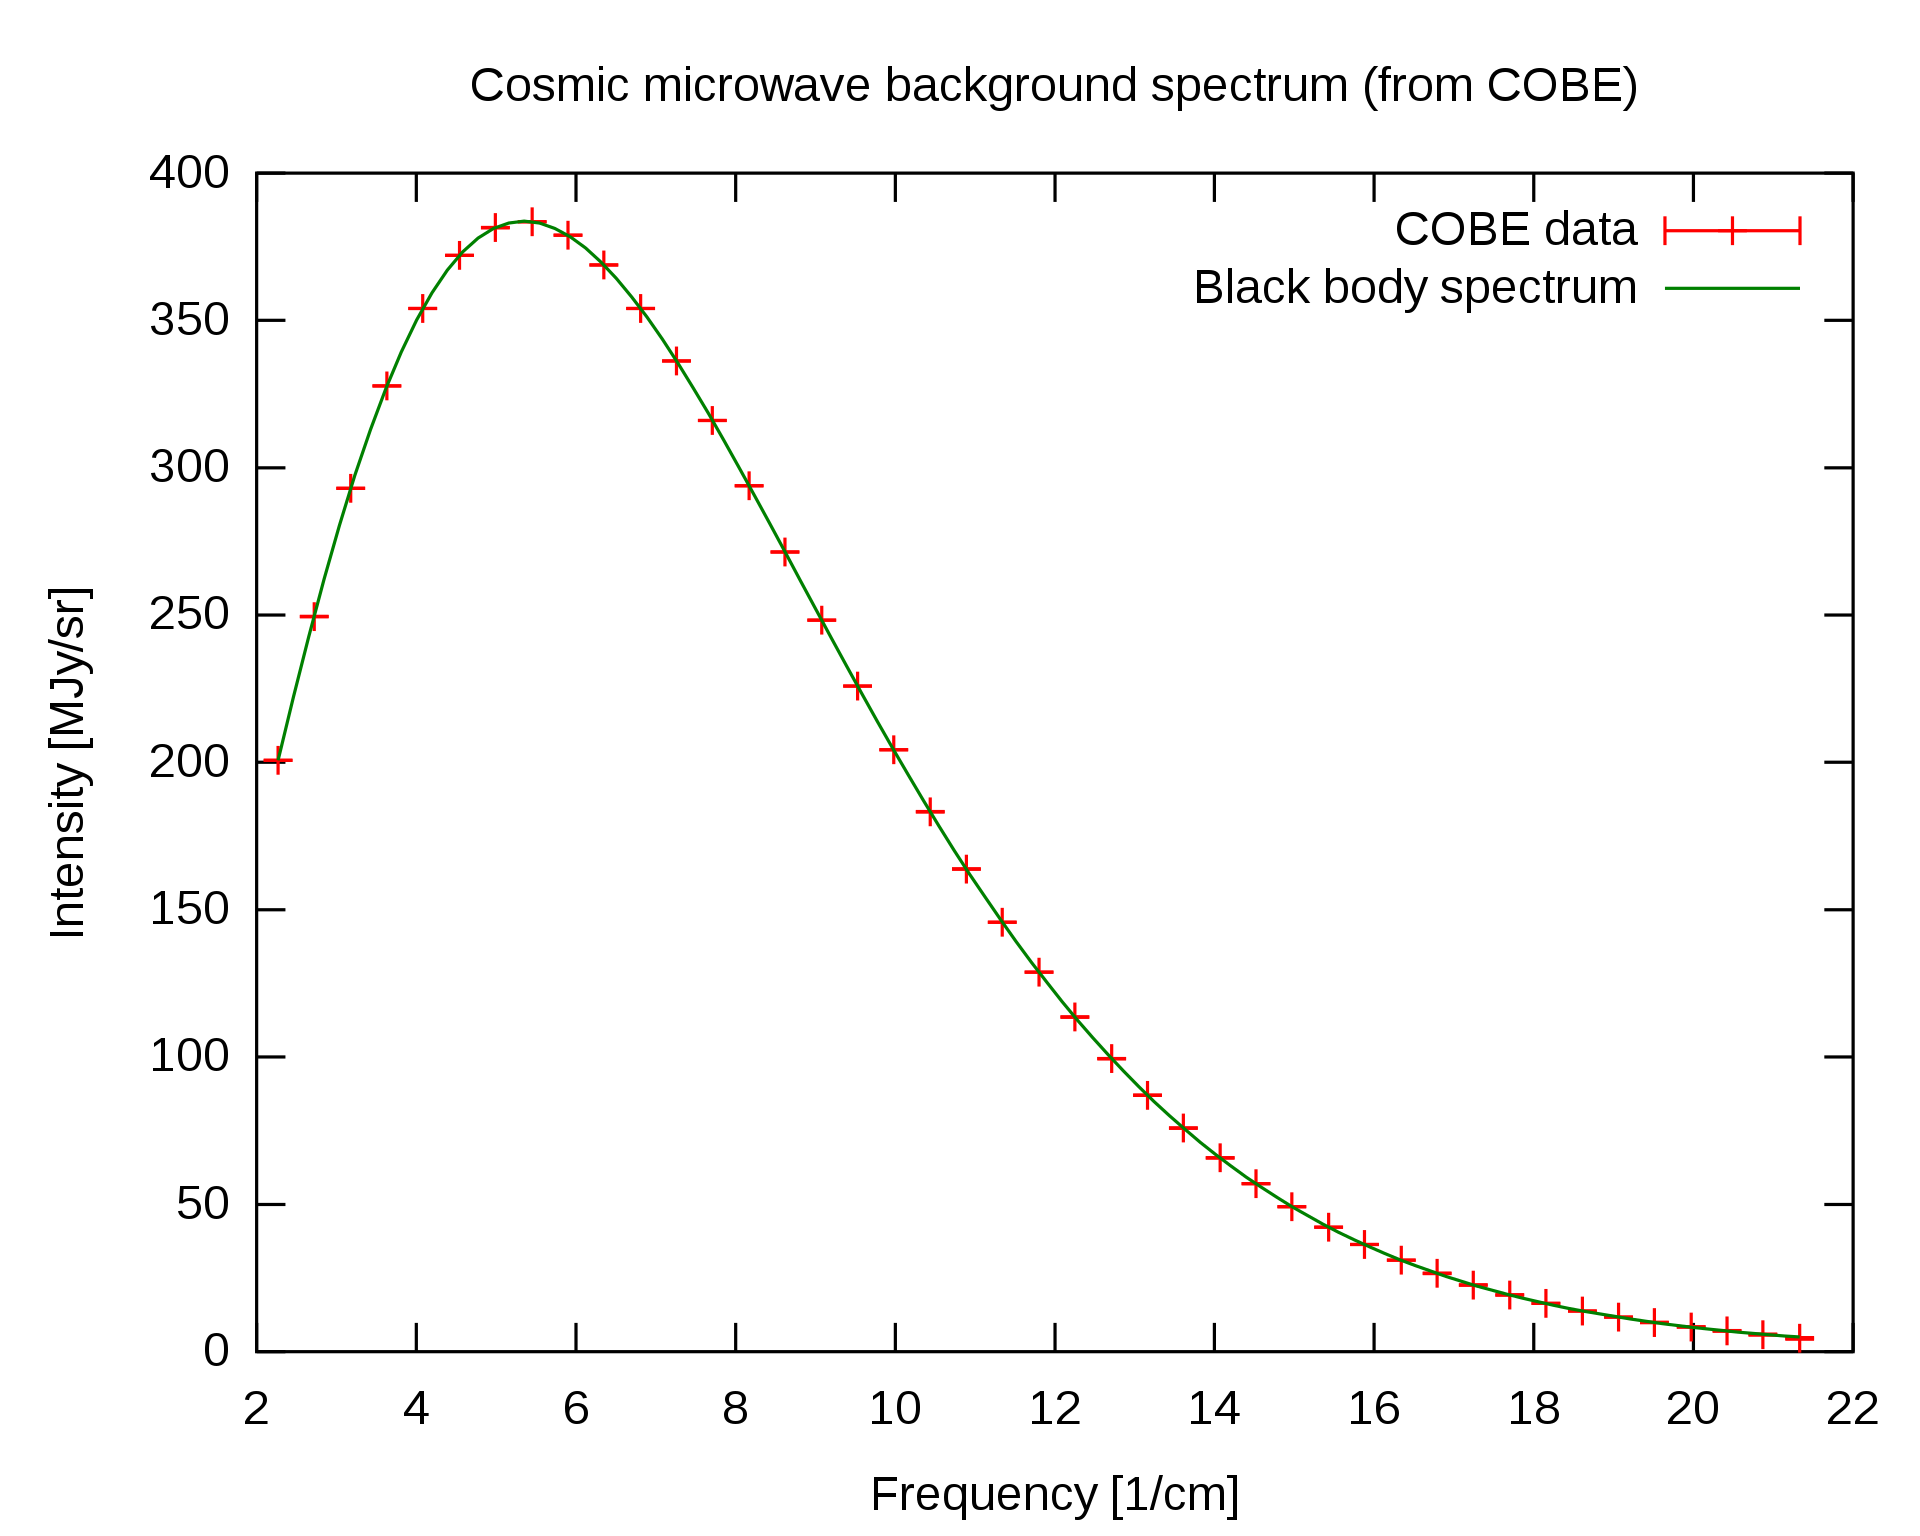 Cosmic microwave background spectrum (from COBE)
400
350
300
250
200
150
100
50
0
COBE data
Black body spectrum
Intensity [MJy/sr]
2 4 6 8 10 12 14 16 18 20 22
Frequency [1/cm]